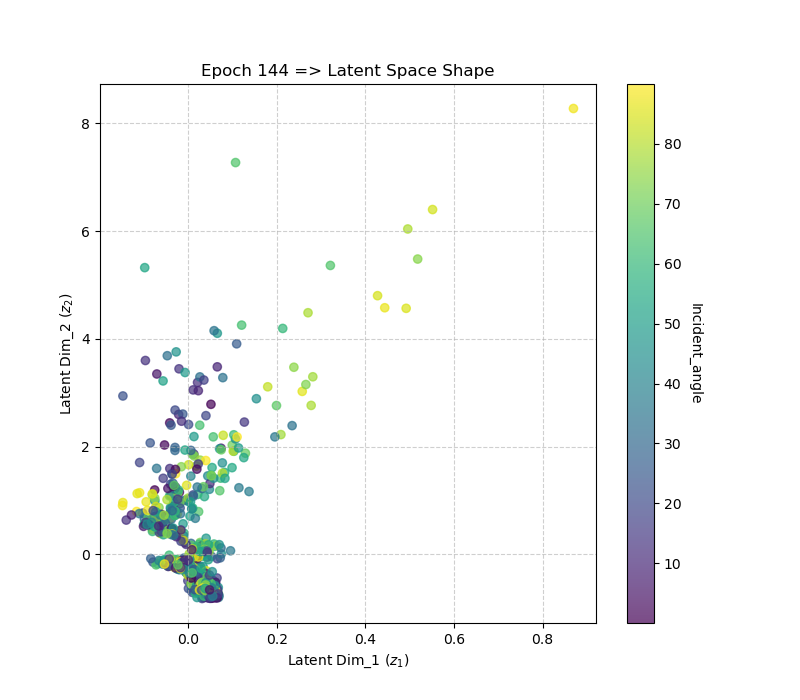 Epoch 144 => Latent Space Shape
8
6
4
2
0
Latent Dim_2 (z₂)
0.0 0.2 0.4 0.6 0.8
Latent Dim_1 (z₁)
80
70
60
50
40
30
20
10
Incident_angle